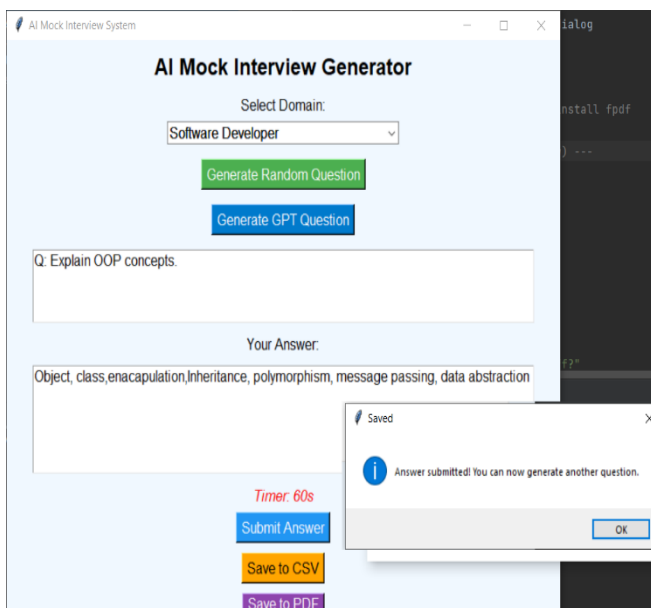 AI Mock Interview System
ialog
AI Mock Interview Generator
Select Domain:
nstall fpdf
Software Developer
) ---
Generate Random Question
Generate GPT Question
Q: Explain OOP concepts.
Your Answer:
f?"
Object, class,enacapulation,Inheritance, polymorphism, message passing, data abstraction
Saved
Answer submitted! You can now generate another question.
OK
Timer: 60s
Submit Answer
Save to CSV
Save to PDF